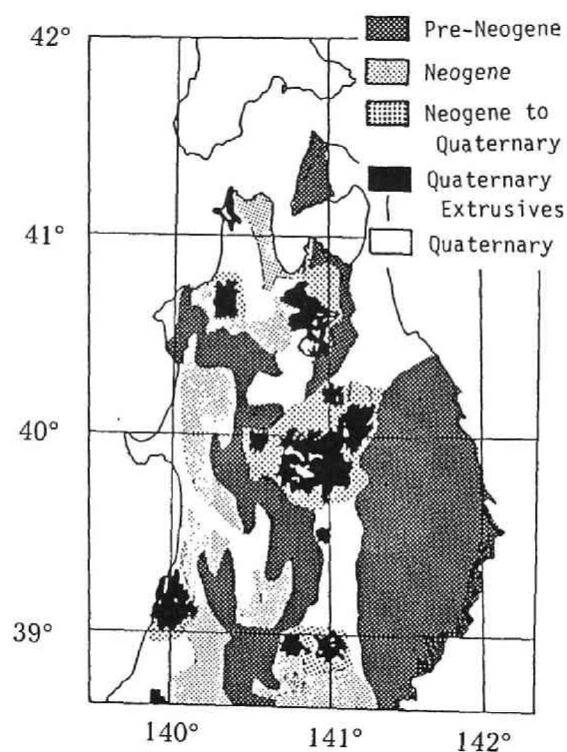 42°
Pre-Neogene
Neogene
Neogene to
Quaternary
Quaternary
Extrusives
Quaternary
41°
40°
39°
140°
141°
142°